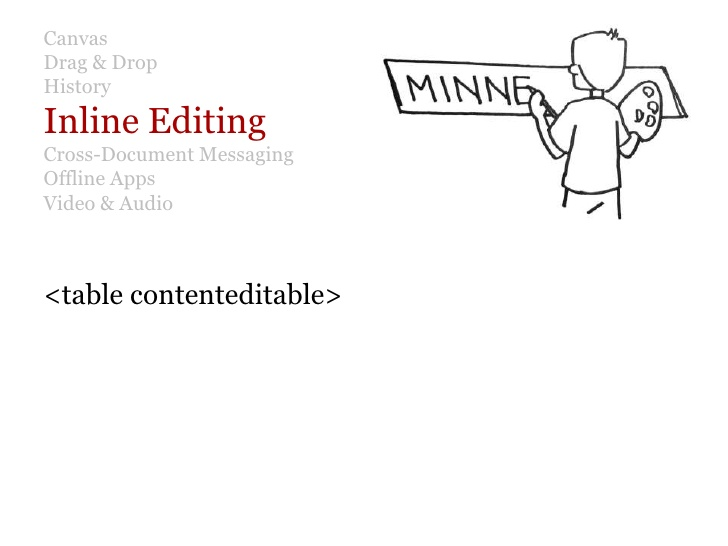 Canvas
Drag & Drop
History
Inline Editing
Cross-Document Messaging
Offline Apps
Video & Audio
MINNE
<table contenteditable>